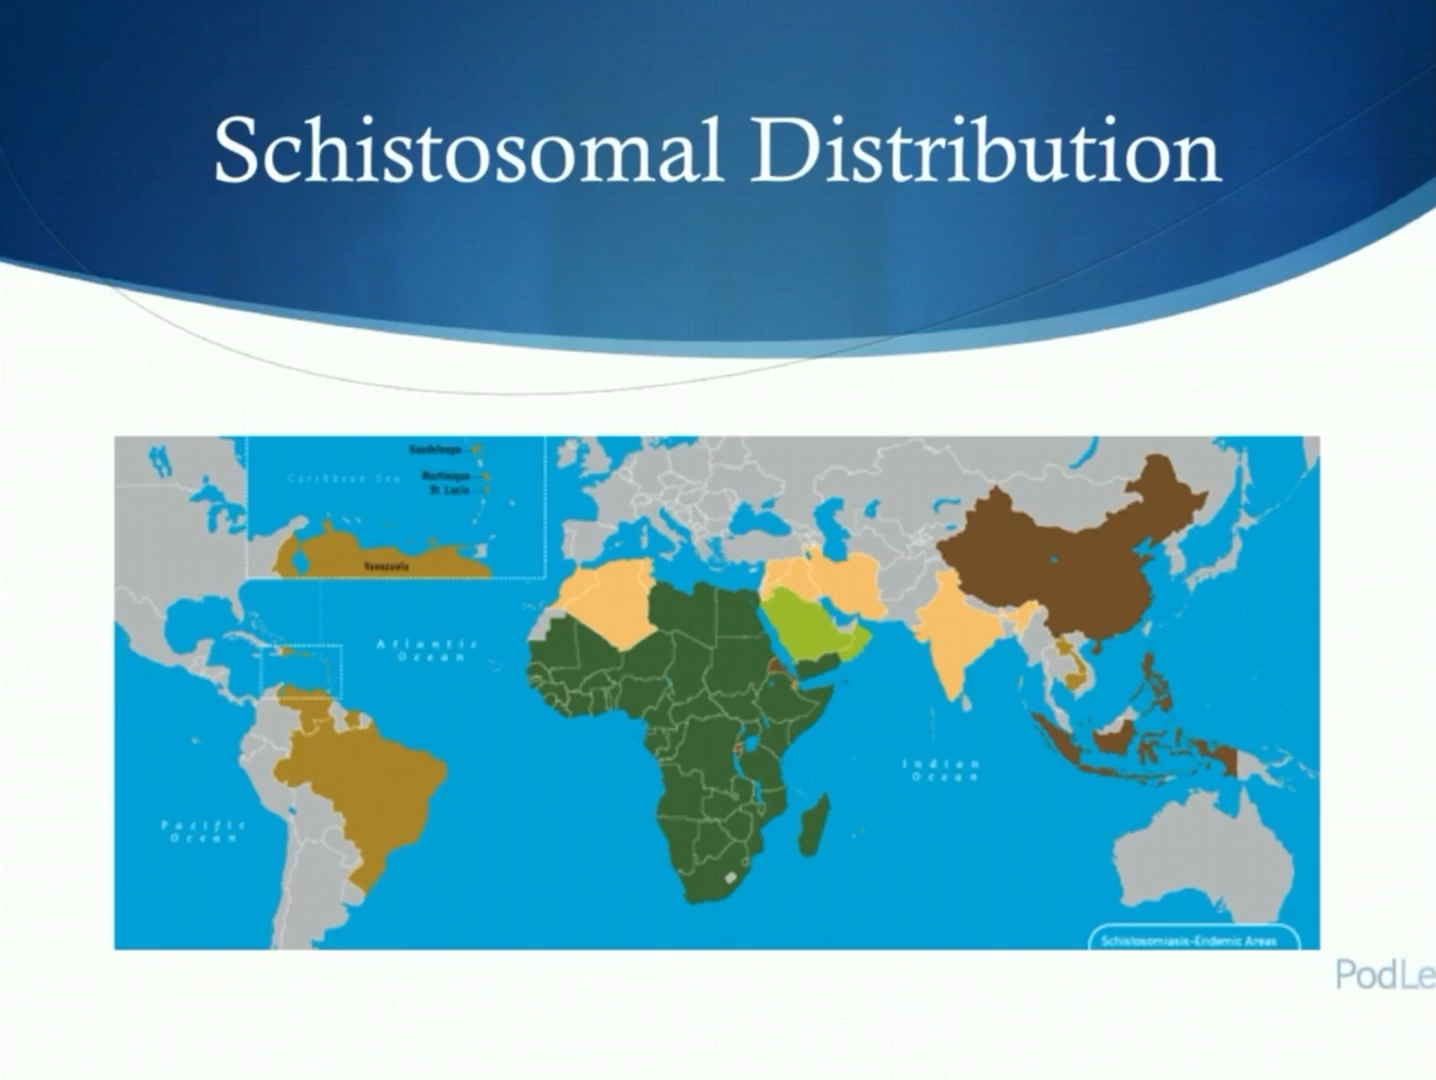 Schistosomal Distribution
Guadeloupe
Caribbean Sea
Martinique
St. Lucia
Venezuela
Atlantic
Ocean
Indian
Ocean
Pacific
Ocean
Schistosomiasis-Endemic Areas
PodLe